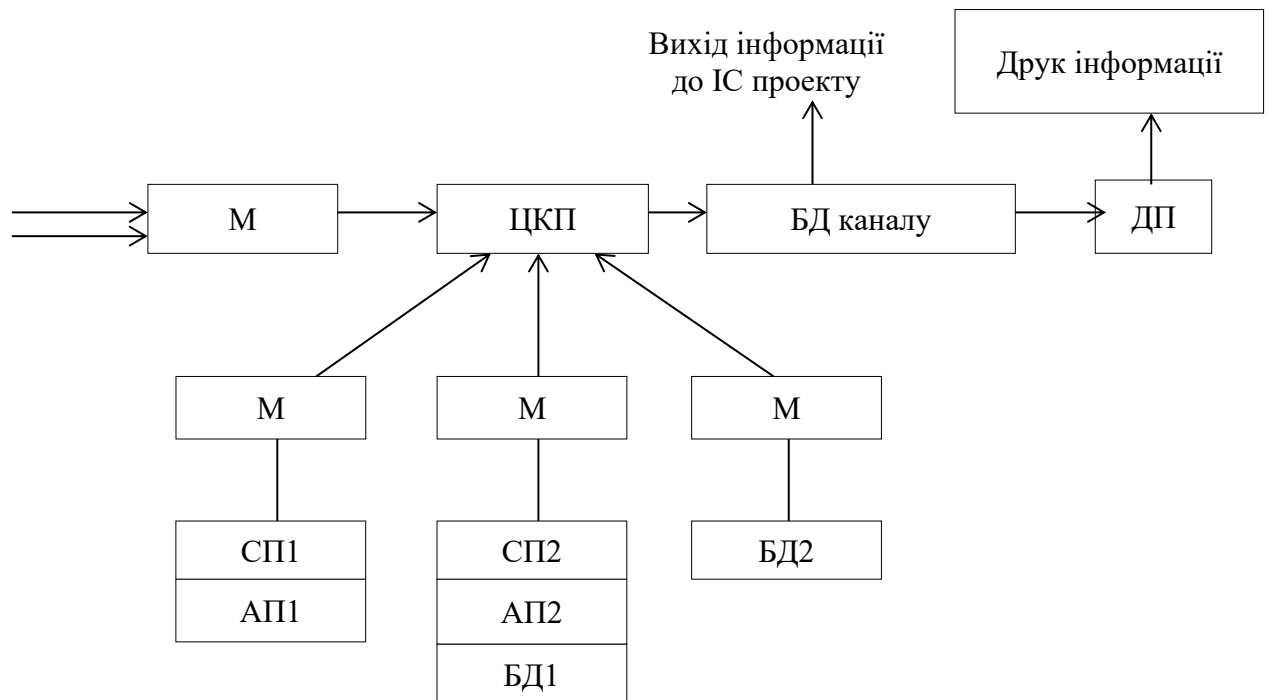 Вихід інформації
до ІС проекту
Друк інформації
М
ЦКП
БД каналу
ДП
М
М
М
СП1
СП2
БД2
АП1
АП2
БД1